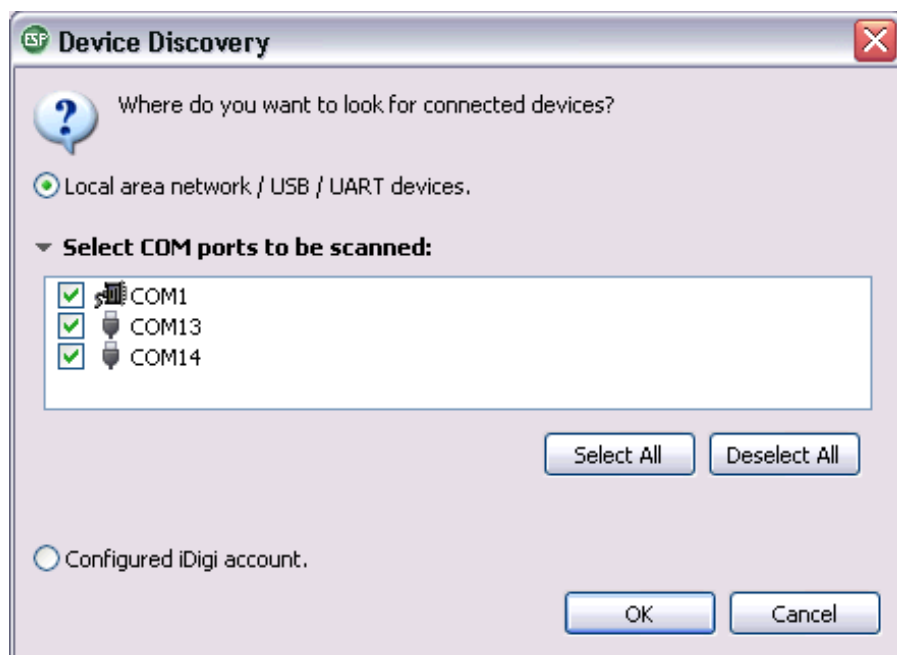 ESP Device Discovery
Where do you want to look for connected devices?
Local area network / USB / UART devices.
Select COM ports to be scanned:
COM1
COM13
COM14
Select All Deselect All
Configured iDigi account.
OK Cancel